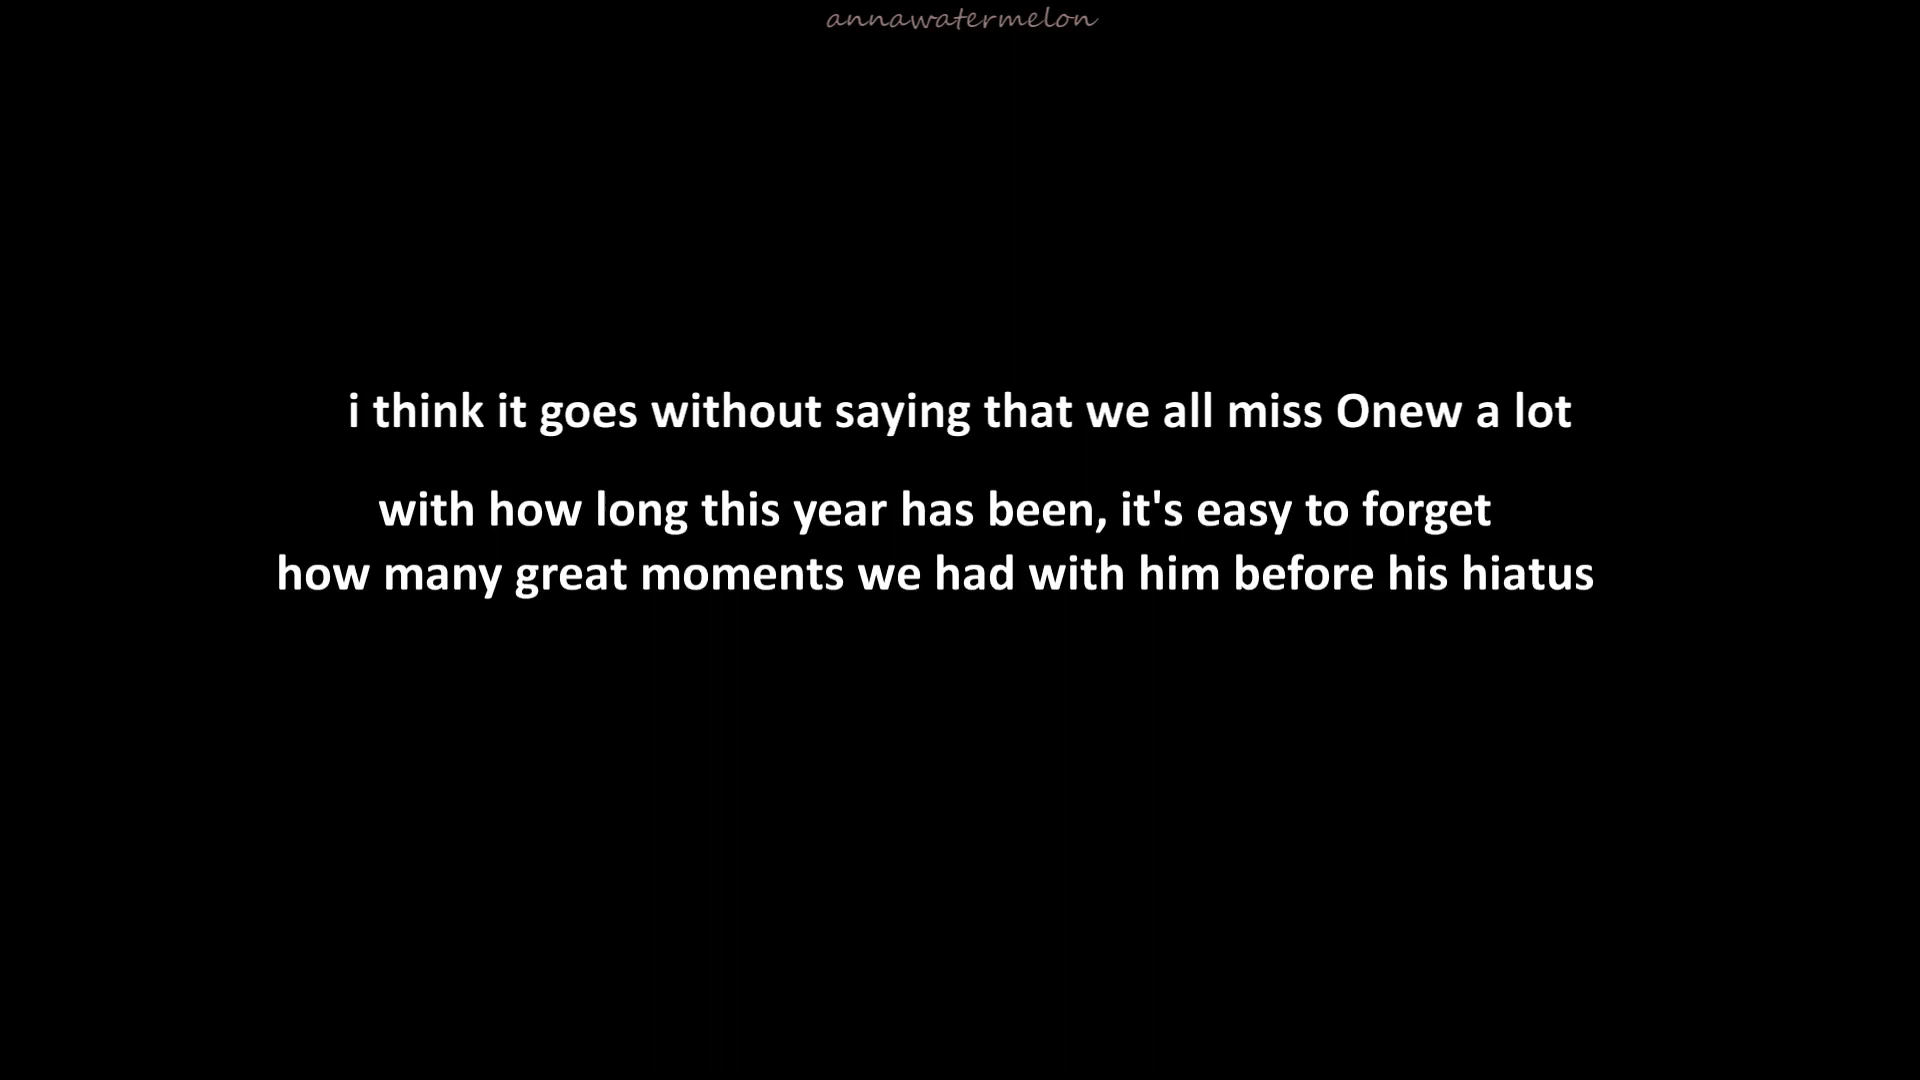 annawatermelon
i think it goes without saying that we all miss Onew a lot
with how long this year has been, it's easy to forget
how many great moments we had with him before his hiatus